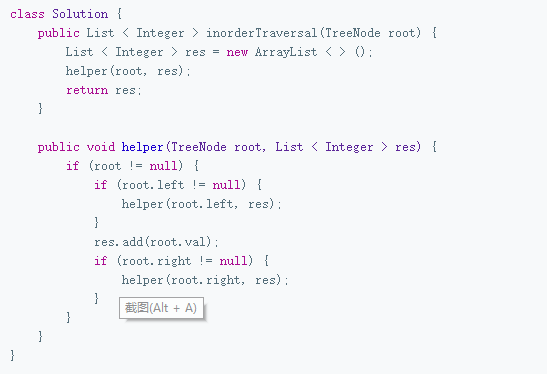 class Solution {
    public List < Integer > inorderTraversal(TreeNode root) {
        List < Integer > res = new ArrayList < > ();
        helper(root, res);
        return res;
    }

    public void helper(TreeNode root, List < Integer > res) {
        if (root != null) {
            if (root.left != null) {
                helper(root.left, res);
            }
            res.add(root.val);
            if (root.right != null) {
                helper(root.right, res);
            }
截图(Alt + A)
        }
    }
}